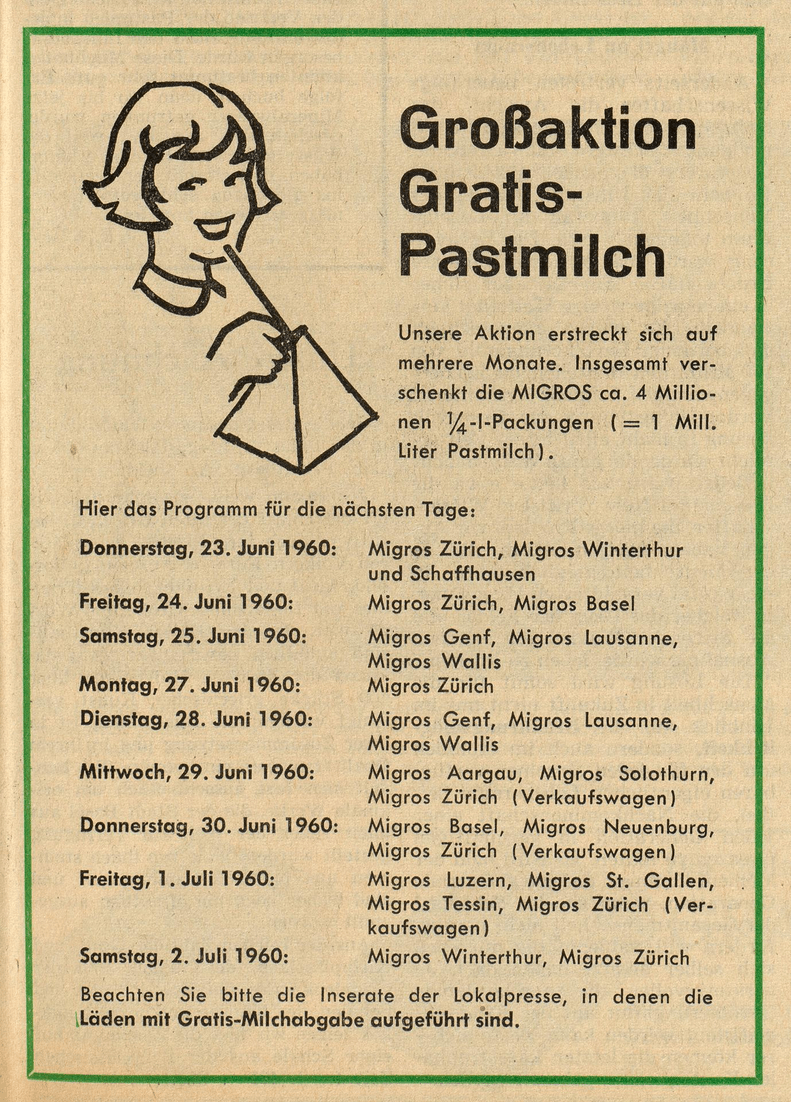 Großaktion
Gratis-
Pastmilch
Unsere Aktion erstreckt sich auf
mehrere Monate. Insgesamt ver-
schenkt die MIGROS ca. 4 Millio-
nen ¼-l-Packungen (= 1 Mill.
Liter Pastmilch).
Hier das Programm für die nächsten Tage:
Donnerstag, 23. Juni 1960: Migros Zürich, Migros Winterthur
und Schaffhausen
Freitag, 24. Juni 1960: Migros Zürich, Migros Basel
Samstag, 25. Juni 1960: Migros Genf, Migros Lausanne,
Migros Wallis
Montag, 27. Juni 1960: Migros Zürich
Dienstag, 28. Juni 1960: Migros Genf, Migros Lausanne,
Migros Wallis
Mittwoch, 29. Juni 1960: Migros Aargau, Migros Solothurn,
Migros Zürich (Verkaufswagen)
Donnerstag, 30. Juni 1960: Migros Basel, Migros Neuenburg,
Migros Zürich (Verkaufswagen)
Freitag, 1. Juli 1960: Migros Luzern, Migros St. Gallen,
Migros Tessin, Migros Zürich (Ver-
kaufswagen)
Samstag, 2. Juli 1960: Migros Winterthur, Migros Zürich
Beachten Sie bitte die Inserate der Lokalpresse, in denen die
Läden mit Gratis-Milchabgabe aufgeführt sind.